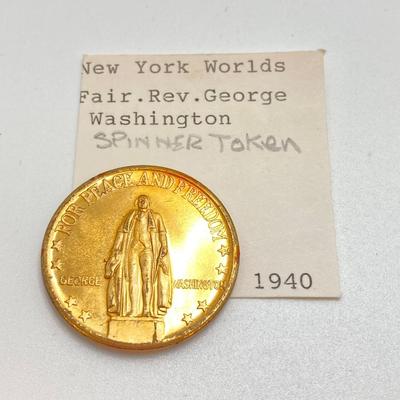 New York Worlds
Fair.Rev.George
Washington
SPINNER TOKEN
FOR PEACE AND FREEDOM
GEORGE WASHINGTON
1940